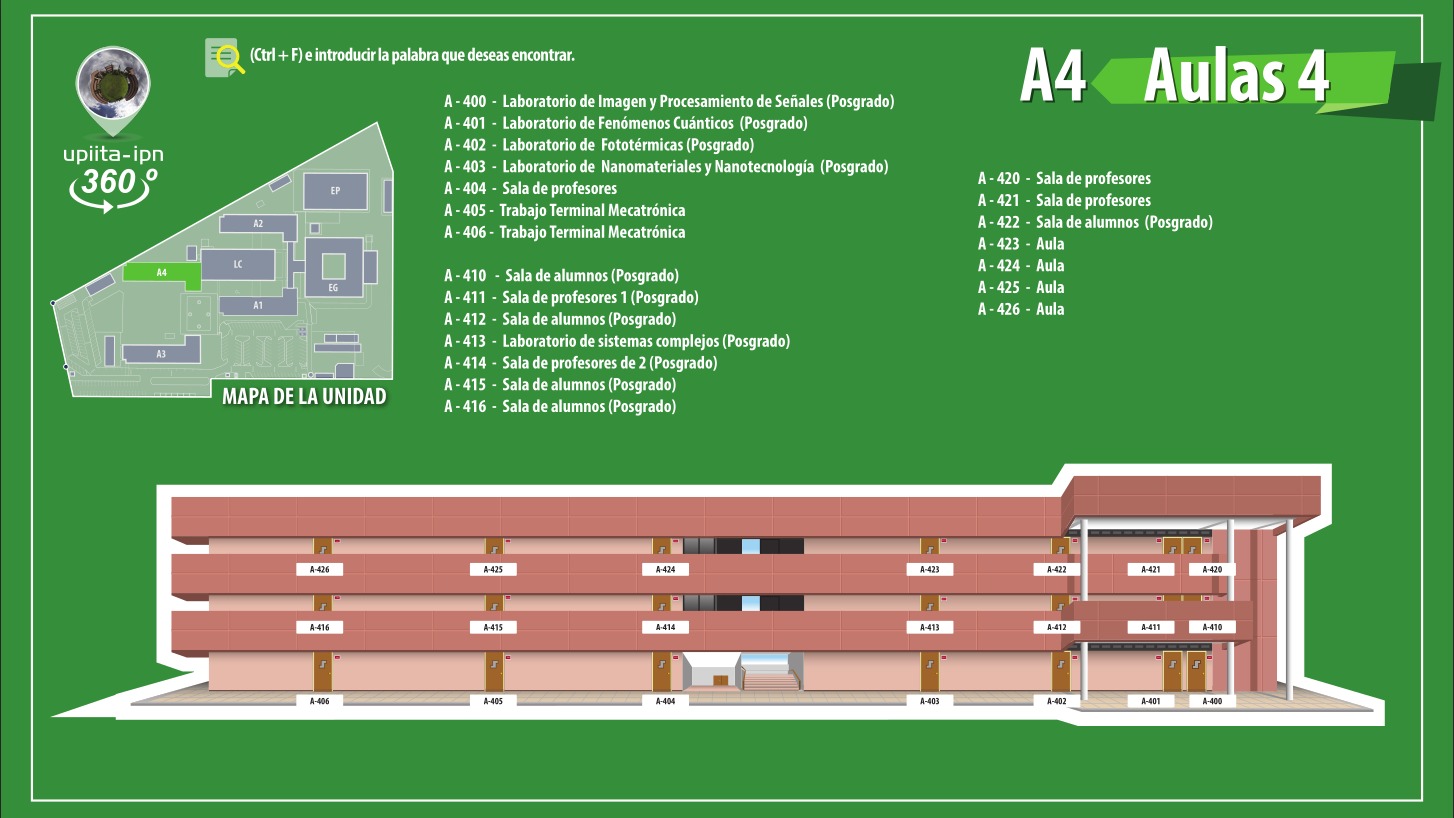 (Ctrl + F) e introducir la palabra que deseas encontrar.
A4 Aulas 4
upiita-ipn
360 º
A - 400 - Laboratorio de Imagen y Procesamiento de Señales (Posgrado)
A - 401 - Laboratorio de Fenómenos Cuánticos (Posgrado)
A - 402 - Laboratorio de Fototérmicas (Posgrado)
A - 403 - Laboratorio de Nanomateriales y Nanotecnología (Posgrado)
A - 404 - Sala de profesores
A - 405 - Trabajo Terminal Mecatrónica
A - 406 - Trabajo Terminal Mecatrónica
A - 410 - Sala de alumnos (Posgrado)
A - 411 - Sala de profesores 1 (Posgrado)
A - 412 - Sala de alumnos (Posgrado)
A - 413 - Laboratorio de sistemas complejos (Posgrado)
A - 414 - Sala de profesores de 2 (Posgrado)
A - 415 - Sala de alumnos (Posgrado)
A - 416 - Sala de alumnos (Posgrado)
A - 420 - Sala de profesores
A - 421 - Sala de profesores
A - 422 - Sala de alumnos (Posgrado)
A - 423 - Aula
A - 424 - Aula
A - 425 - Aula
A - 426 - Aula
EP
A2
LC
A4
EG
A1
A3
MAPA DE LA UNIDAD
A-426 A-425 A-424 A-423 A-422 A-421 A-420
A-416 A-415 A-414 A-413 A-412 A-411 A-410
A-406 A-405 A-404 A-403 A-402 A-401 A-400